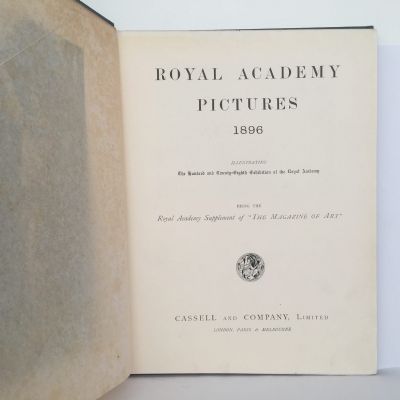 ROYAL ACADEMY
PICTURES
1896
ILLUSTRATING
The Hundred and Twenty-Eighth Exhibition of the Royal Academy
BEING THE
Royal Academy Supplement of "THE MAGAZINE OF ART"
CASSELL AND COMPANY, LIMITED
LONDON, PARIS & MELBOURNE